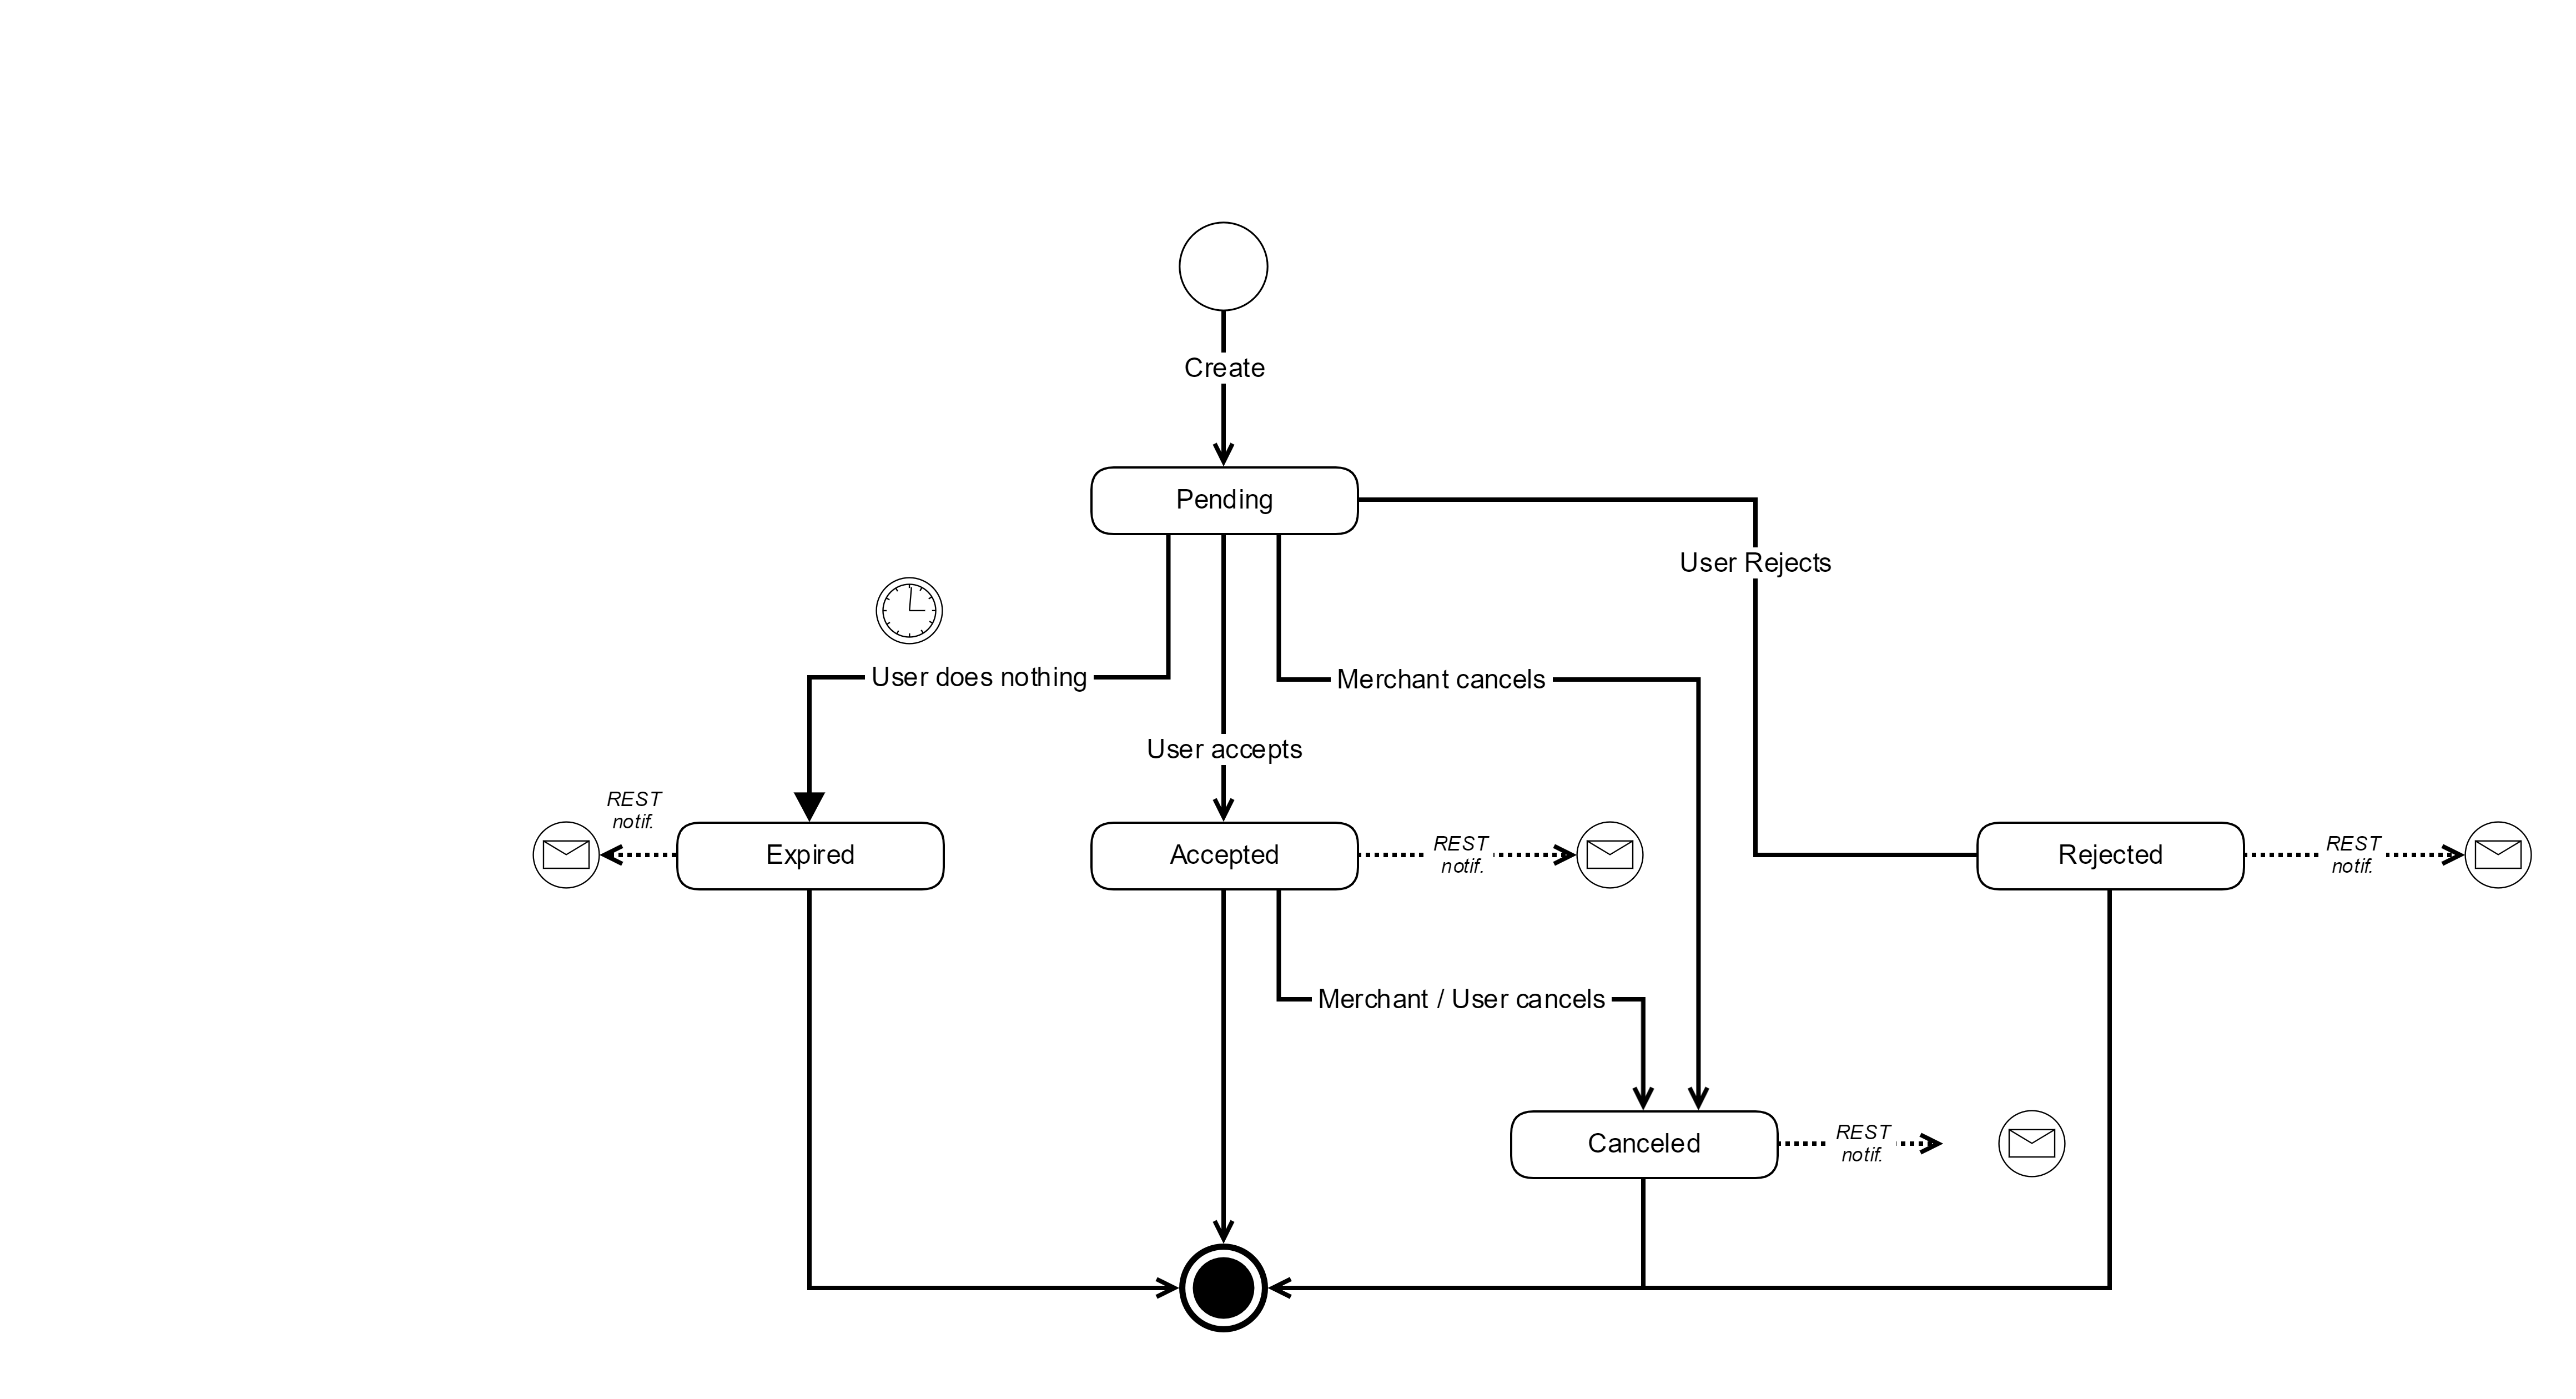 Create
Pending
User Rejects
User does nothing
Merchant cancels
User accepts
REST
notif.
Expired
Accepted
REST
notif.
Rejected
REST
notif.
Merchant / User cancels
Canceled
REST
notif.